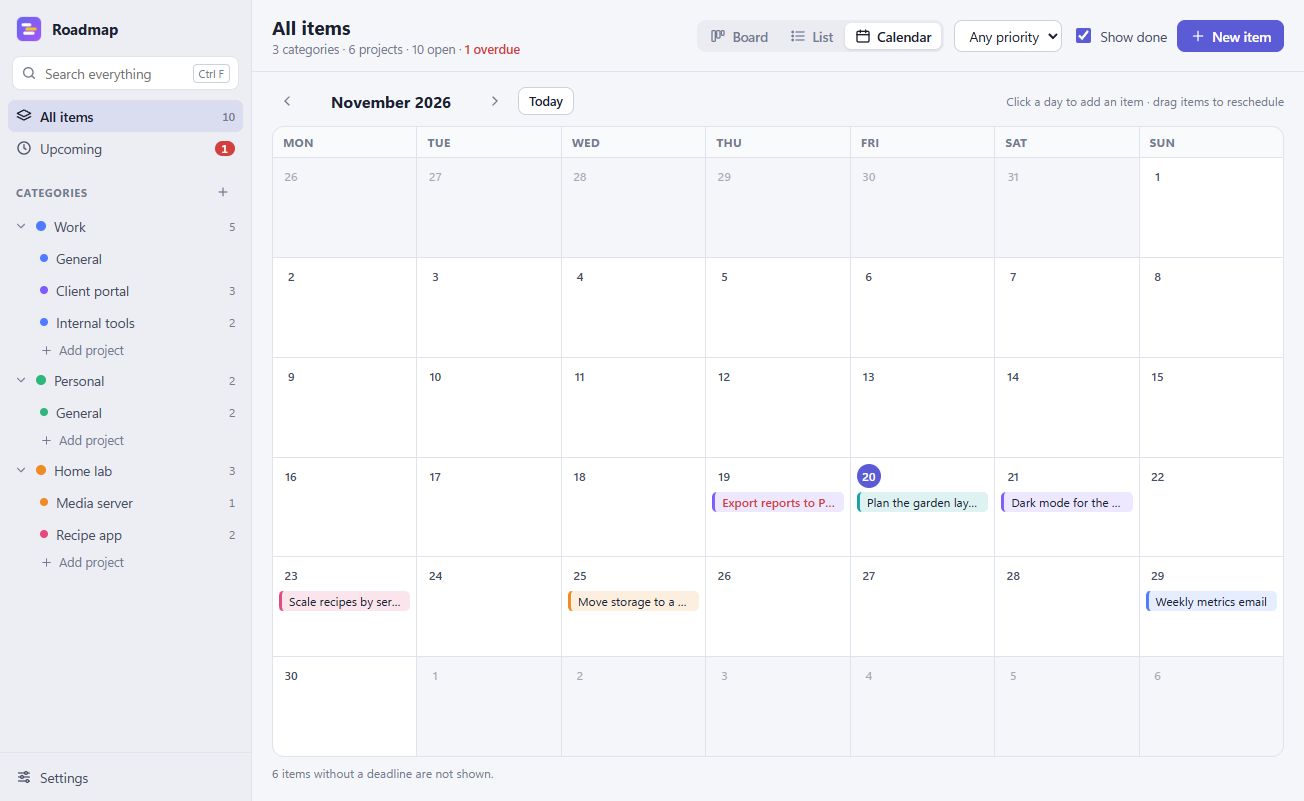 Roadmap
Search everything Ctrl F
All items 10
Upcoming 1
CATEGORIES
Work 5
General
Client portal 3
Internal tools 2
Add project
Personal 2
General 2
Add project
Home lab 3
Media server 1
Recipe app 2
Add project
Settings
All items
3 categories · 6 projects · 10 open · 1 overdue
Board List Calendar Any priority Show done New item
November 2026 Today Click a day to add an item · drag items to reschedule
MON TUE WED THU FRI SAT SUN
26 27 28 29 30 31 1
2 3 4 5 6 7 8
9 10 11 12 13 14 15
16 17 18 19 20 21 22
Export reports to P... Plan the garden lay... Dark mode for the ...
23 24 25 26 27 28 29
Scale recipes by ser... Move storage to a ... Weekly metrics email
30 1 2 3 4 5 6
6 items without a deadline are not shown.